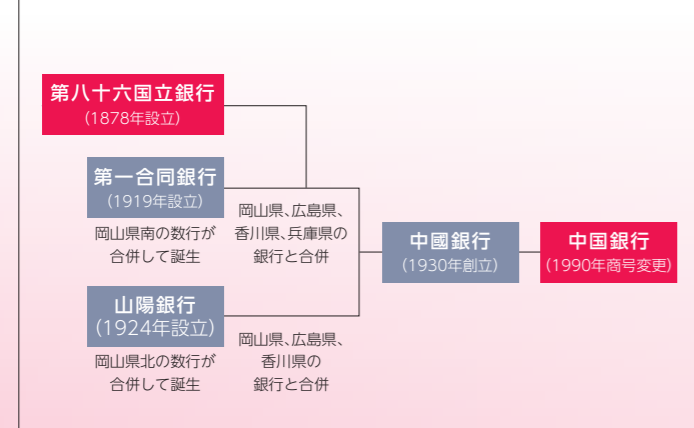 第八十六国立銀行
(1878年設立)
第一合同銀行
(1919年設立)
岡山県南の数行が
合併して誕生
岡山県、広島県、
香川県、兵庫県の
銀行と合併
山陽銀行
(1924年設立)
岡山県北の数行が
合併して誕生
岡山県、広島県、
香川県の
銀行と合併
中國銀行
(1930年創立)
中国銀行
(1990年商号変更)